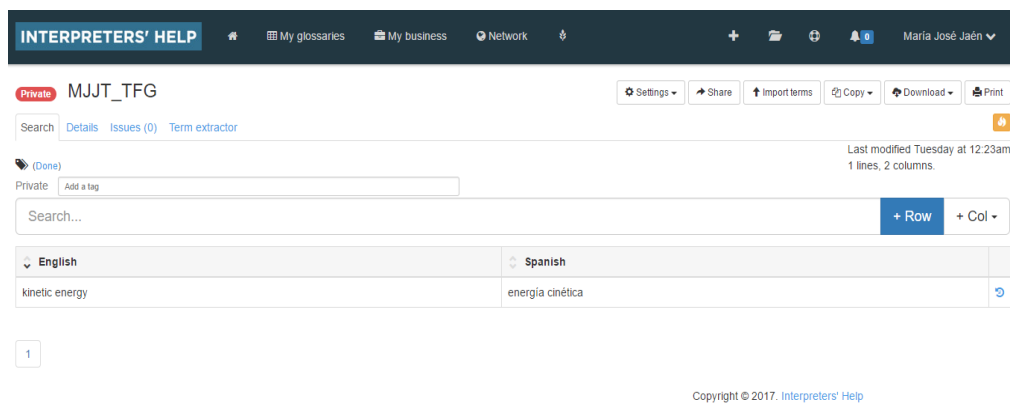 INTERPRETERS' HELP My glossaries My business Network 0 María José Jaén
Private MJJT_TFG Settings Share Import terms Copy Download Print
Search Details Issues (0) Term extractor
Last modified Tuesday at 12:23am
(Done) 1 lines, 2 columns.
Private Add a tag
Search... + Row + Col
English Spanish
kinetic energy energía cinética
1
Copyright © 2017. Interpreters' Help